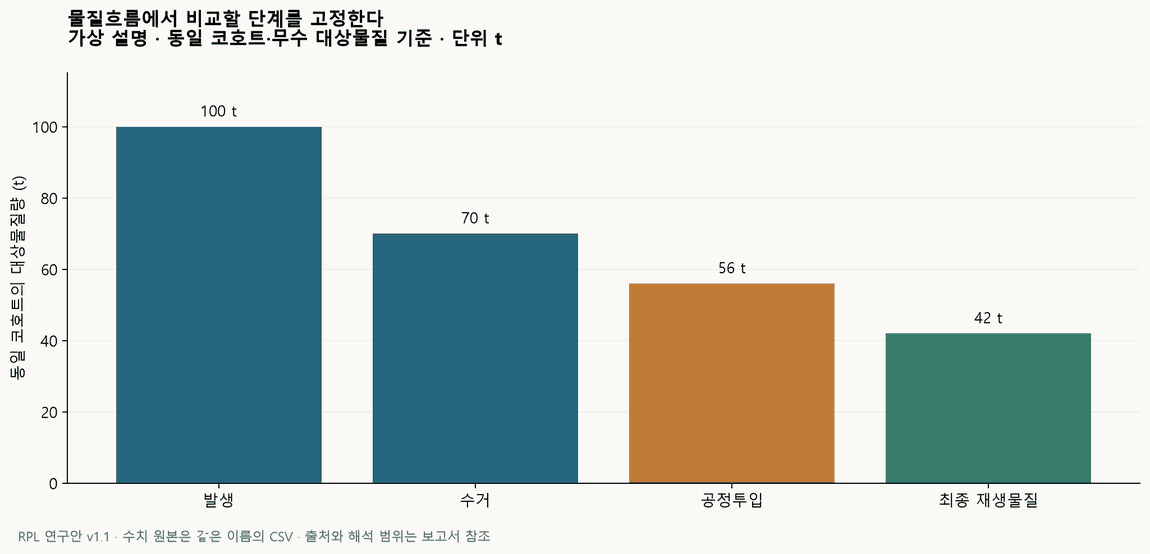 물질흐름에서 비교할 단계를 고정한다
가상 설명 · 동일 코호트·무수 대상물질 기준 · 단위 t
동일 코호트의 대상물질량 (t)
100
80
60
40
20
0
100 t
70 t
56 t
42 t
발생
수거
공정투입
최종 재생물질
RPL 연구안 v1.1 · 수치 원본은 같은 이름의 CSV · 출처와 해석 범위는 보고서 참조